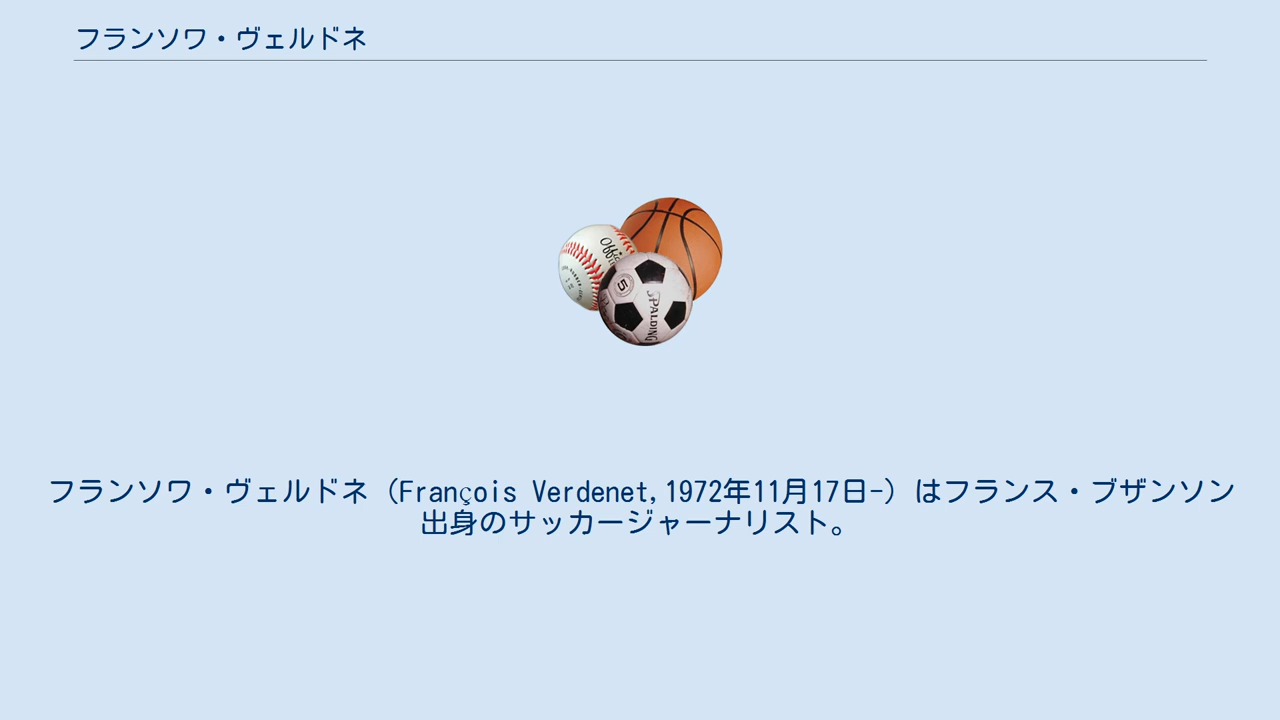 フランソワ・ヴェルドネ
Offic
5
SPALDING
フランソワ・ヴェルドネ（François Verdenet,1972年11月17日-）はフランス・ブザンソン
出身のサッカージャーナリスト。